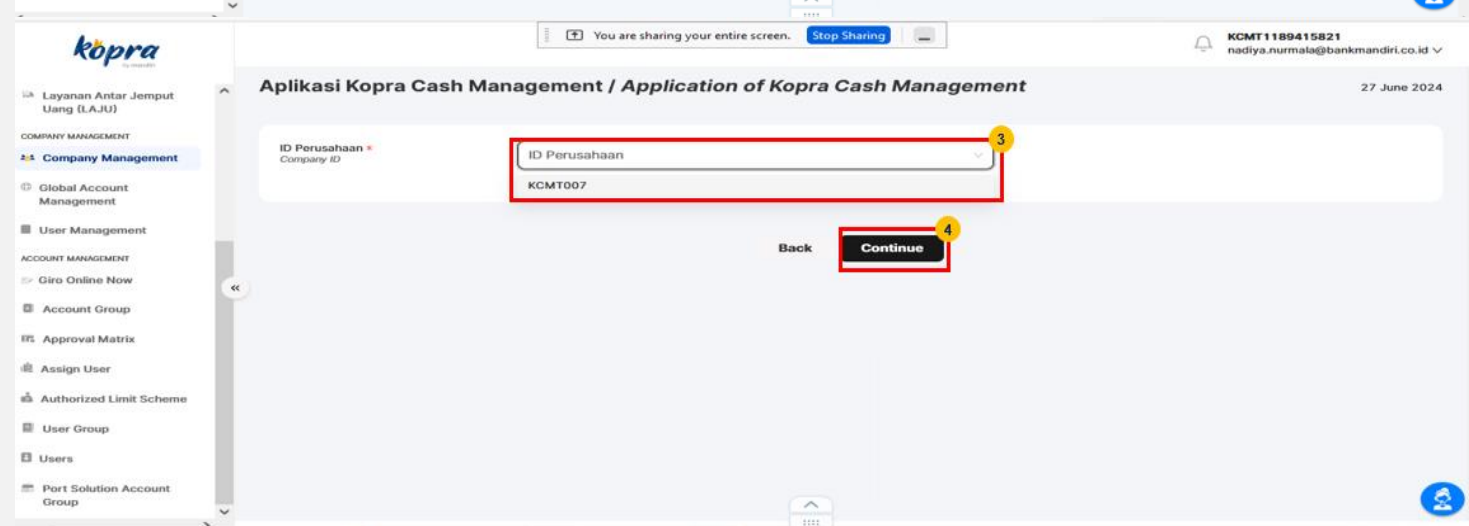 You are sharing your entire screen. Stop Sharing
kopra
by mandiri
KCMT1189415821
nadiya.nurmala@bankmandiri.co.id
Layanan Antar Jemput
Uang (LAJU)
COMPANY MANAGEMENT
Company Management
Global Account
Management
User Management
ACCOUNT MANAGEMENT
Giro Online Now
Account Group
Approval Matrix
Assign User
Authorized Limit Scheme
User Group
Users
Port Solution Account
Group
Aplikasi Kopra Cash Management / Application of Kopra Cash Management
27 June 2024
ID Perusahaan *
Company ID
ID Perusahaan
3
KCMT007
4
Back
Continue